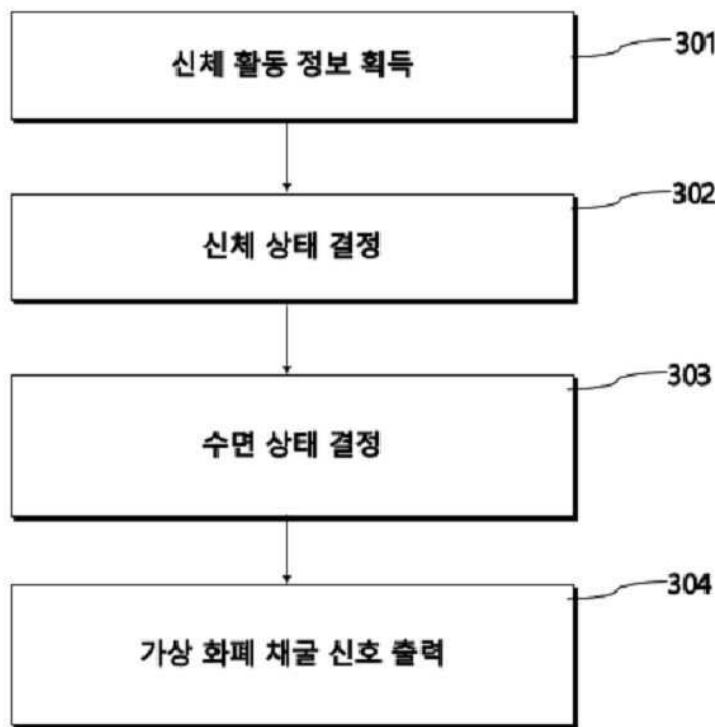 신체 활동 정보 획득
301
신체 상태 결정
302
수면 상태 결정
303
가상 화폐 채굴 신호 출력
304